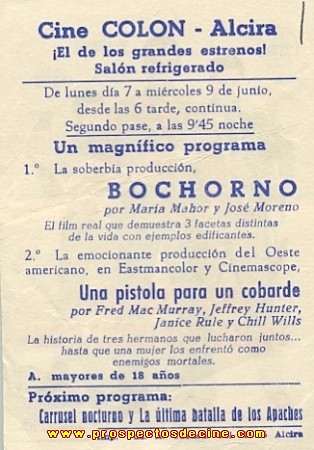 Cine COLON - Alcira
¡El de los grandes estrenos!
Salón refrigerado
De lunes día 7 a miércoles 9 de junio,
desde las 6 tarde, continua.
Segundo pase, a las 9'45 noche
Un magnífico programa
1.º La soberbia producción,
BOCHORNO
por María Mahor y José Moreno
El film real que demuestra 3 facetas distintas
de la vida con ejemplos edificantes.
2.º La emocionante producción del Oeste
americano, en Eastmancolor y Cinemascope,
Una pistola para un cobarde
por Fred Mac Murray, Jeffrey Hunter,
Janice Rule y Chill Wills
La historia de tres hermanos que lucharon juntos...
hasta que una mujer los enfrentó como
enemigos mortales.
A. mayores de 18 años
Próximo programa:
Carrusel nocturno y La última batalla de los Apaches
www.prospectosdecine.com
Alcira